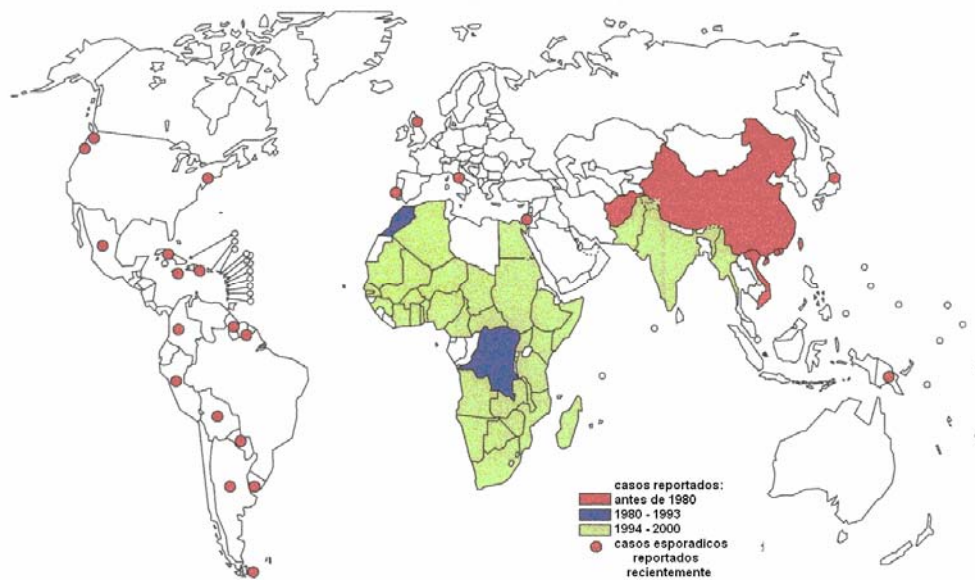 casos reportados:
antes de 1980
1980 - 1993
1994 - 2000
casos esporadicos
reportados
recientemente